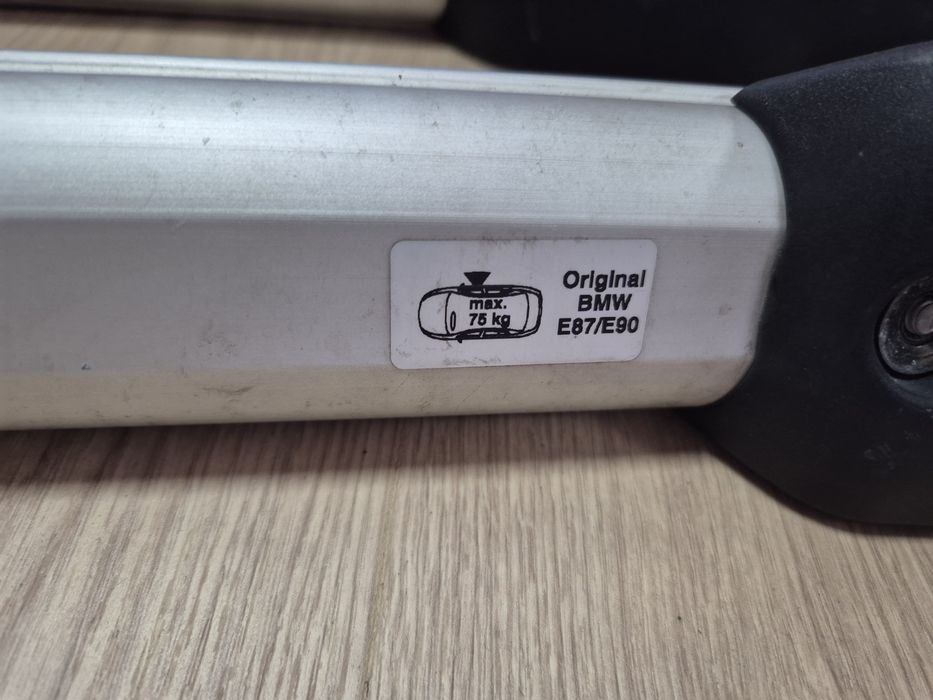 max.
75 kg
Original
BMW
E87/E90